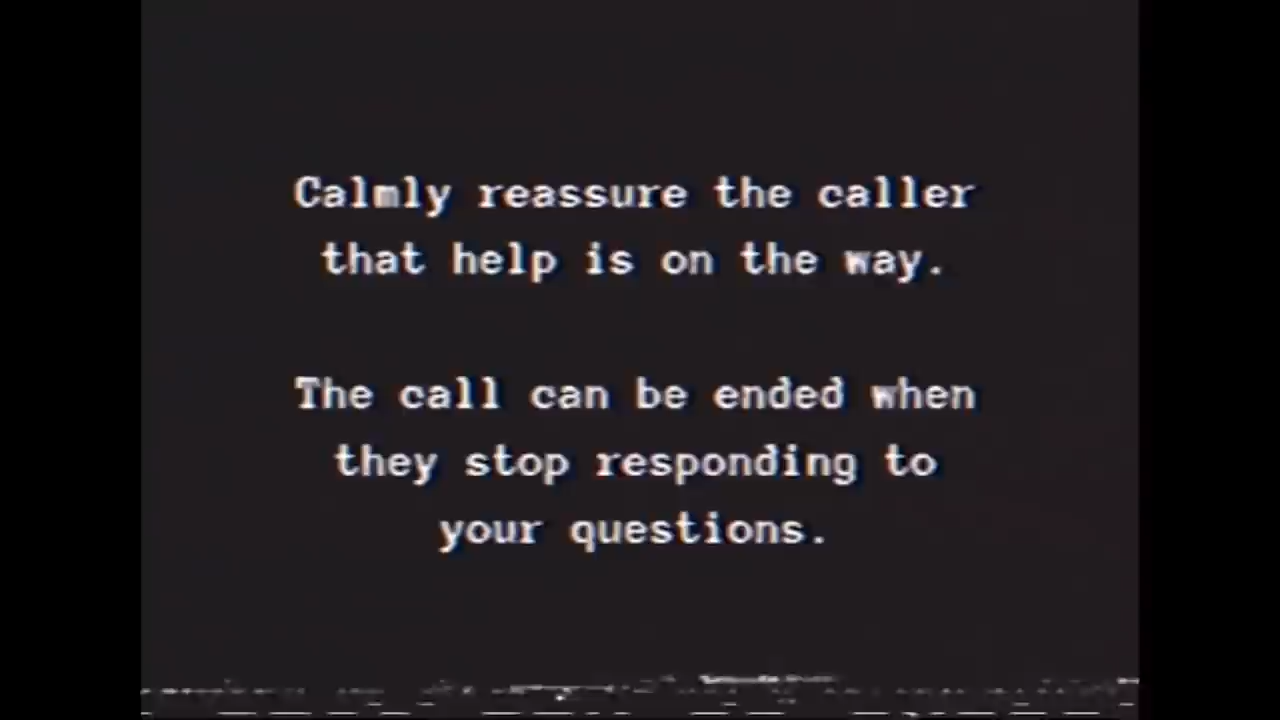 Calmly reassure the caller
that help is on the way.
The call can be ended when
they stop responding to
your questions.